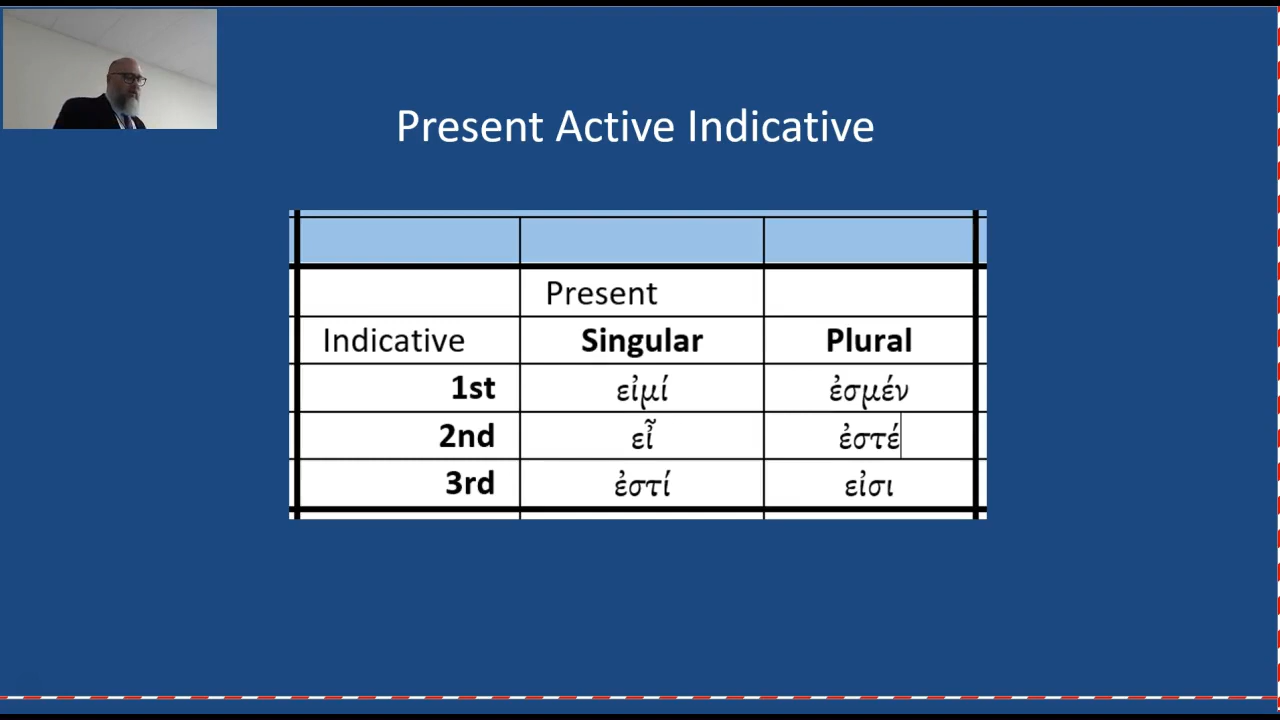 Present Active Indicative
Present
Indicative Singular Plural
1st εἰμί ἐσμέν
2nd εἶ ἐστέ
3rd ἐστί εἰσι